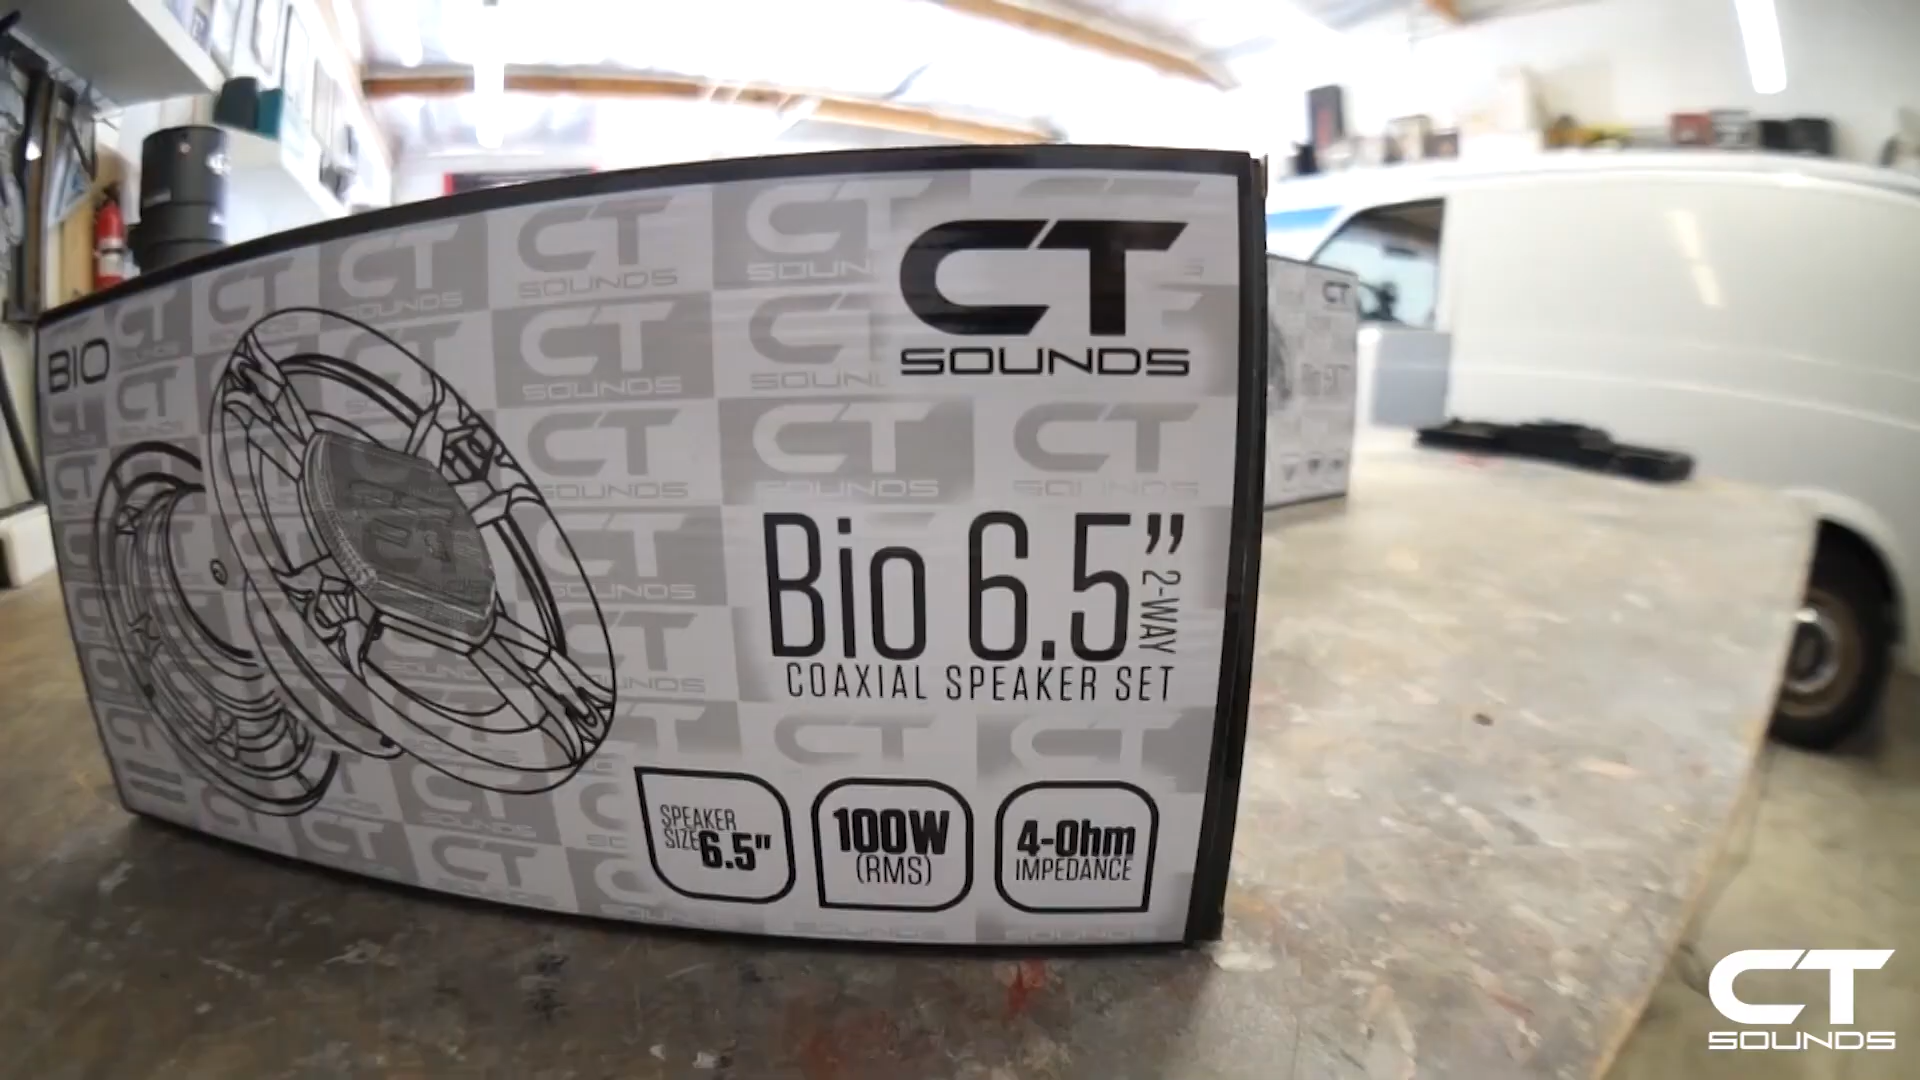 BIO
CT
SOUNDS
Bio 6.5”
2-WAY
COAXIAL SPEAKER SET
SPEAKER
SIZE 6.5"
100W
(RMS)
4-Ohm
IMPEDANCE
CT
CT
SOUNDS